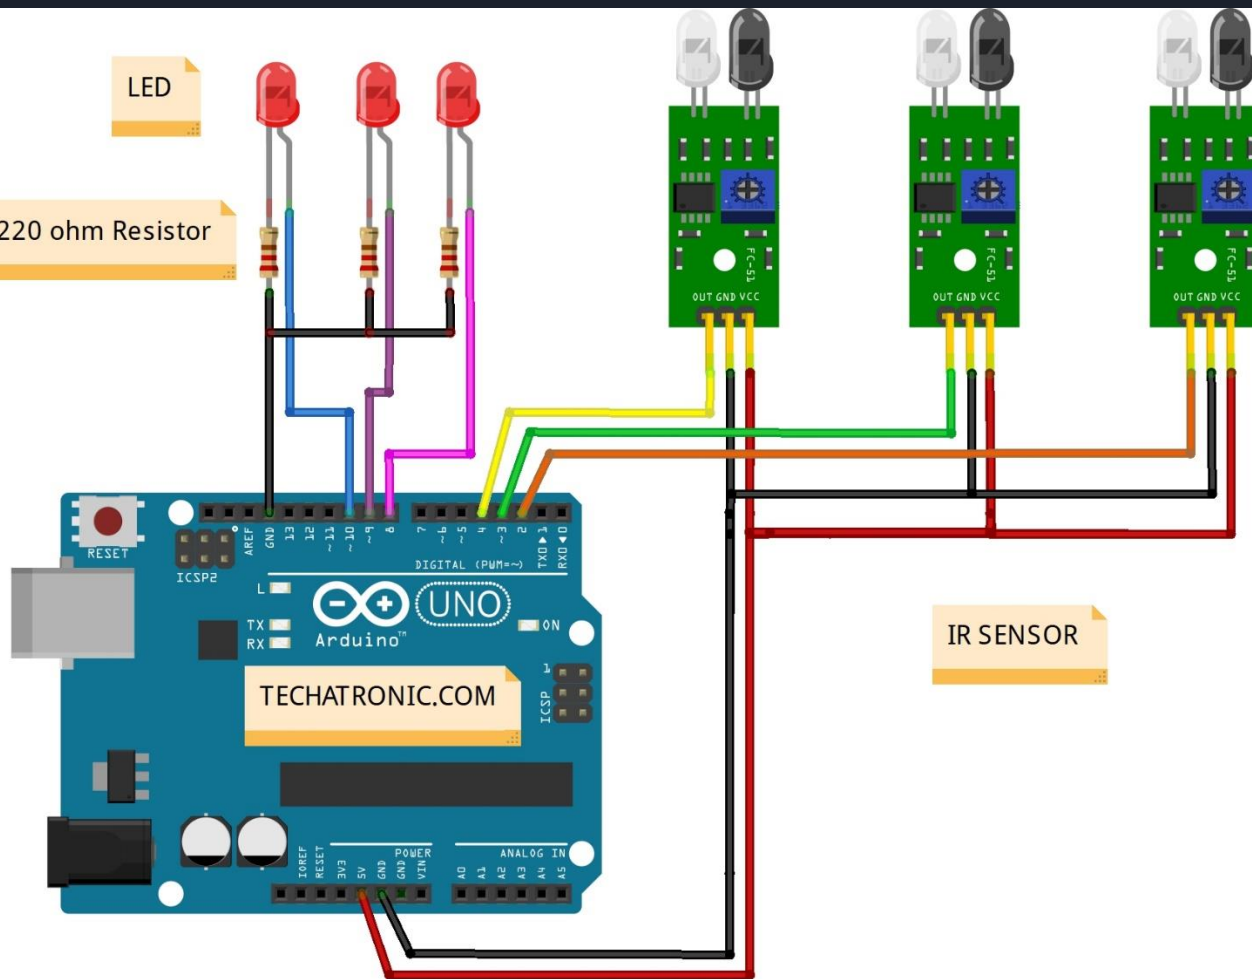 LED
220 ohm Resistor
OUT GND VCC
FC-51
OUT GND VCC
FC-51
OUT GND VCC
FC-51
RESET
ICSP2
AREF
GND
13
12
~11
~10
~9
8
7
~6
~5
4
~3
2
TX0▶1
RX0◀0
DIGITAL (PWM=~)
L
TX
RX
Arduino™
UNO
ON
1
ICSP
TECHATRONIC.COM
IR SENSOR
POWER
ANALOG IN
IOREF
RESET
3V3
5V
GND
GND
VIN
A0
A1
A2
A3
A4
A5